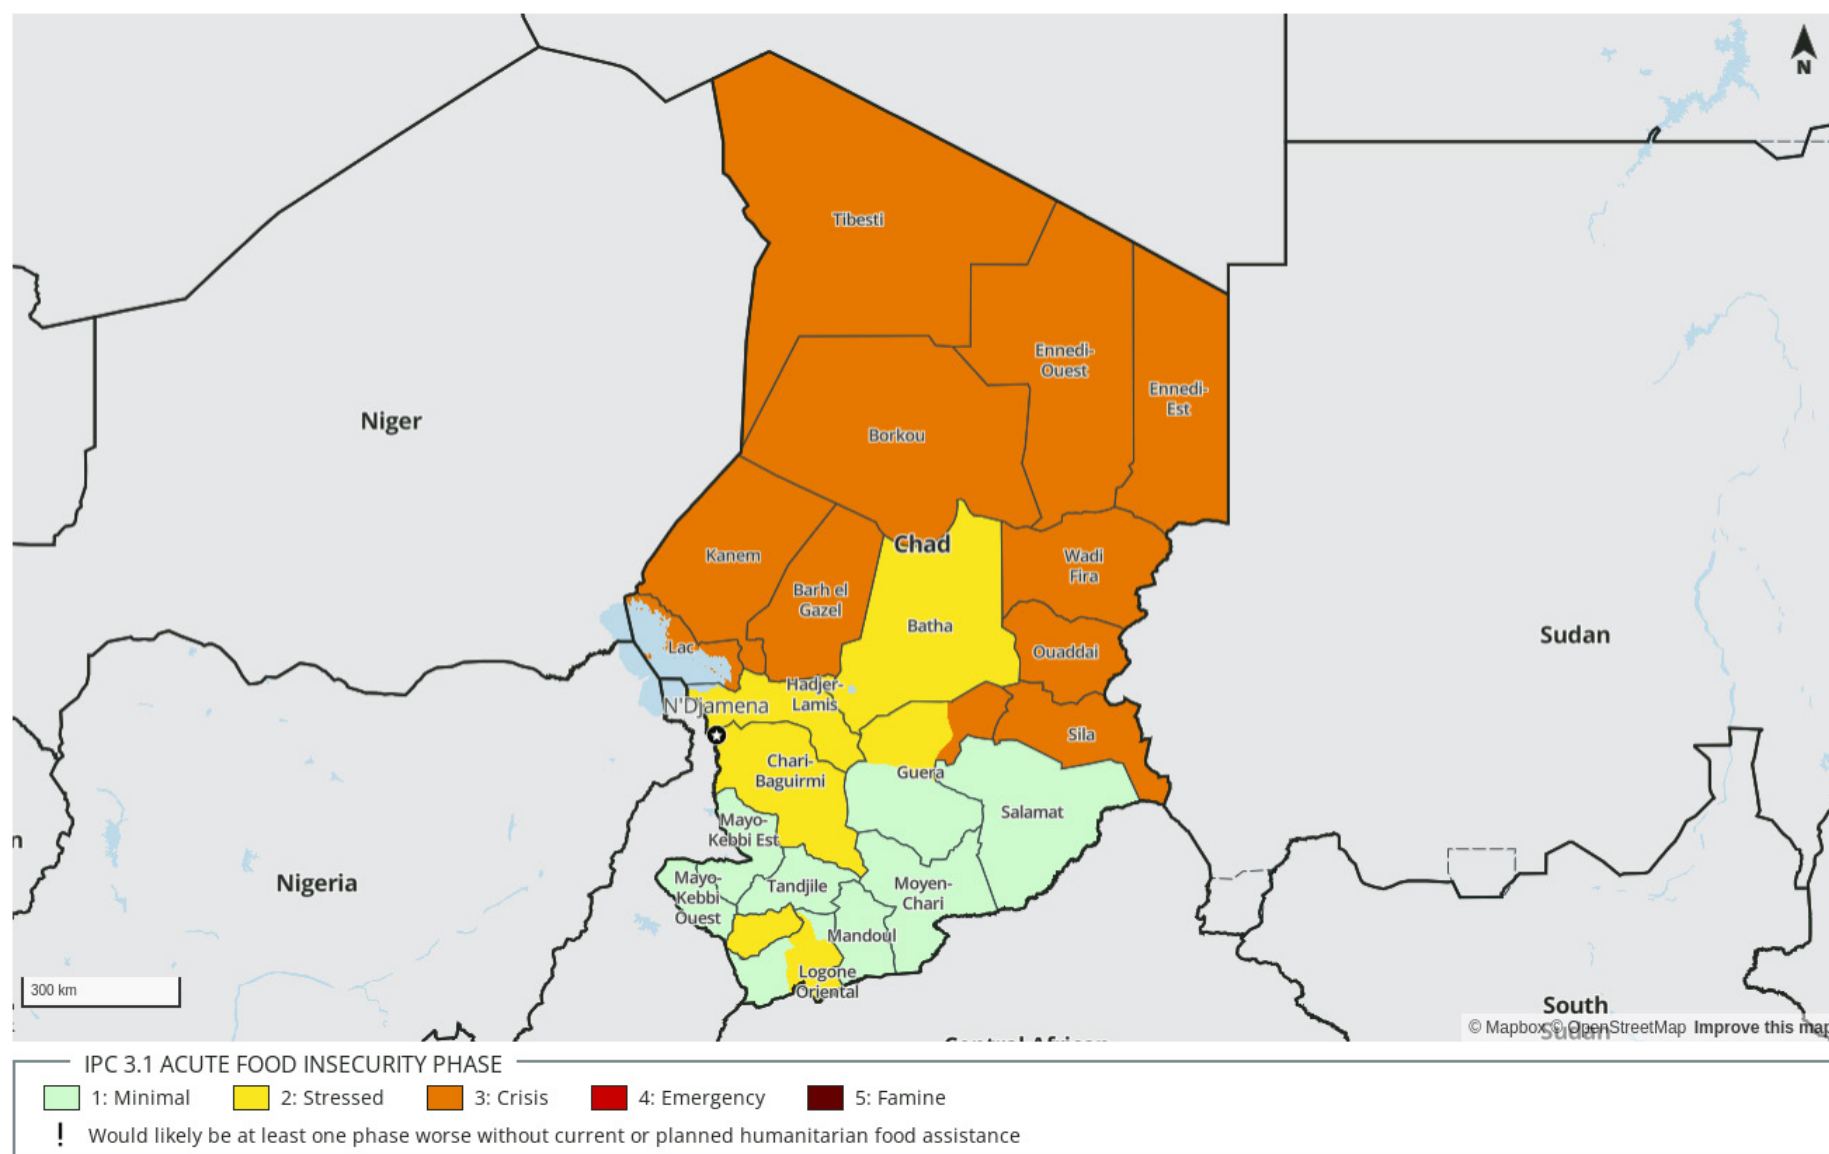 N
Tibesti
Ennedi-
Ouest
Ennedi-
Est
Niger
Borkou
Chad
Kanem
Wadi
Fira
Barh el
Gazel
Batha
Sudan
Lac
Ouaddai
Hadjer-
Lamis
N'Djamena
Sila
Chari-
Baguirmi
Guera
Salamat
Mayo-
Kebbi Est
n
Nigeria
Mayo-
Kebbi
Ouest
Tandjile
Moyen-
Chari
Mandoul
Logone
Oriental
300 km
South
Sudan
© Mapbox © OpenStreetMap Improve this map
Central African
IPC 3.1 ACUTE FOOD INSECURITY PHASE
1: Minimal 2: Stressed 3: Crisis 4: Emergency 5: Famine
! Would likely be at least one phase worse without current or planned humanitarian food assistance